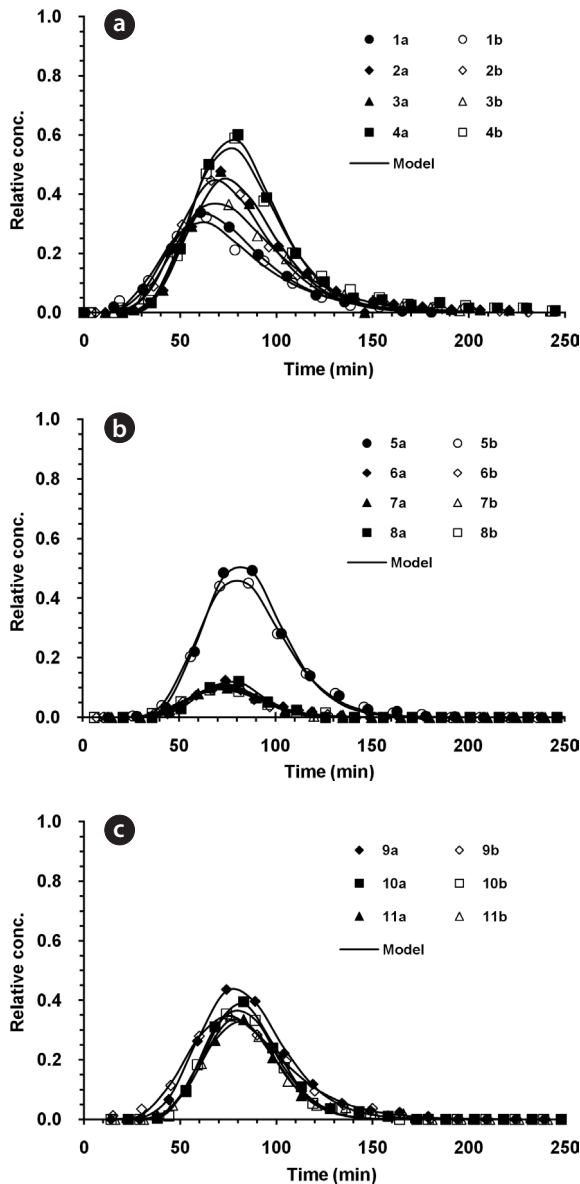 a
1.0
0.8
0.6
0.4
0.2
0.0
Relative conc.
1a 1b
2a 2b
3a 3b
4a 4b
Model
0 50 100 150 200 250
Time (min)
b
1.0
0.8
0.6
0.4
0.2
0.0
Relative conc.
5a 5b
6a 6b
7a 7b
8a 8b
Model
0 50 100 150 200 250
Time (min)
c
1.0
0.8
0.6
0.4
0.2
0.0
Relative conc.
9a 9b
10a 10b
11a 11b
Model
0 50 100 150 200 250
Time (min)